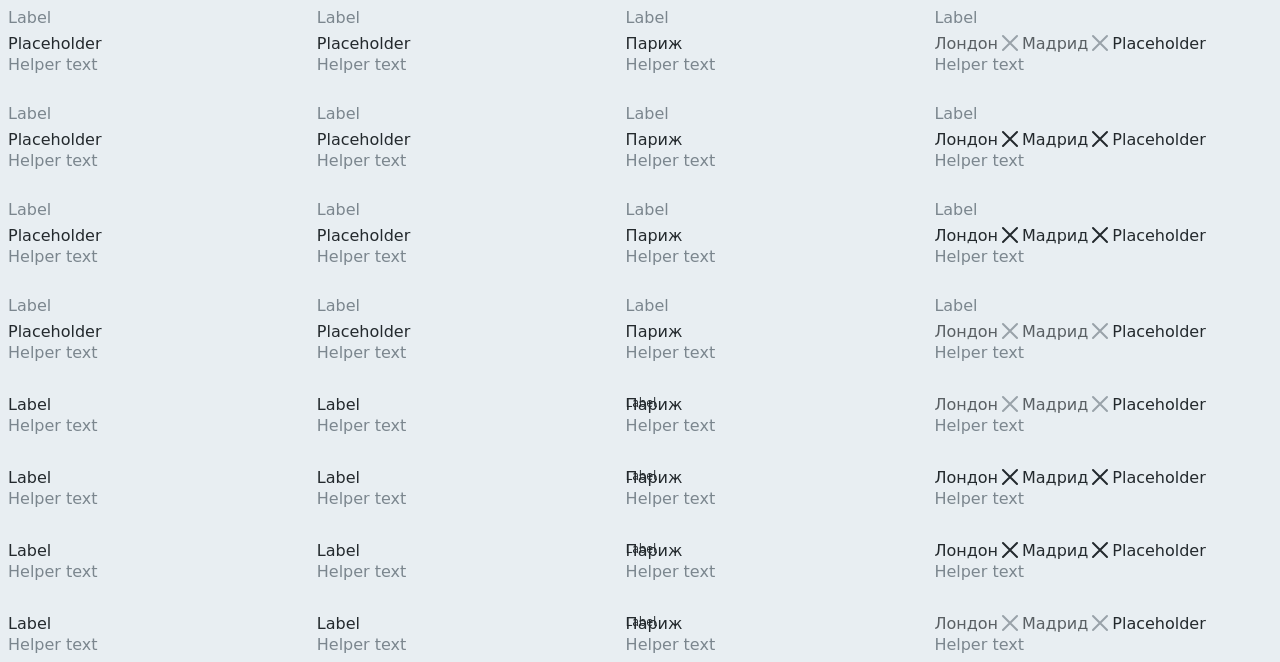 Label Label Label Label
Placeholder Placeholder Париж Лондон Мадрид Placeholder
Helper text Helper text Helper text Helper text
Label Label Label Label
Placeholder Placeholder Париж Лондон Мадрид Placeholder
Helper text Helper text Helper text Helper text
Label Label Label Label
Placeholder Placeholder Париж Лондон Мадрид Placeholder
Helper text Helper text Helper text Helper text
Label Label Label Label
Placeholder Placeholder Париж Лондон Мадрид Placeholder
Helper text Helper text Helper text Helper text
Label Label Label Париж Лондон Мадрид Placeholder
Helper text Helper text Helper text Helper text
Label Label Label Париж Лондон Мадрид Placeholder
Helper text Helper text Helper text Helper text
Label Label Label Париж Лондон Мадрид Placeholder
Helper text Helper text Helper text Helper text
Label Label Label Париж Лондон Мадрид Placeholder
Helper text Helper text Helper text Helper text